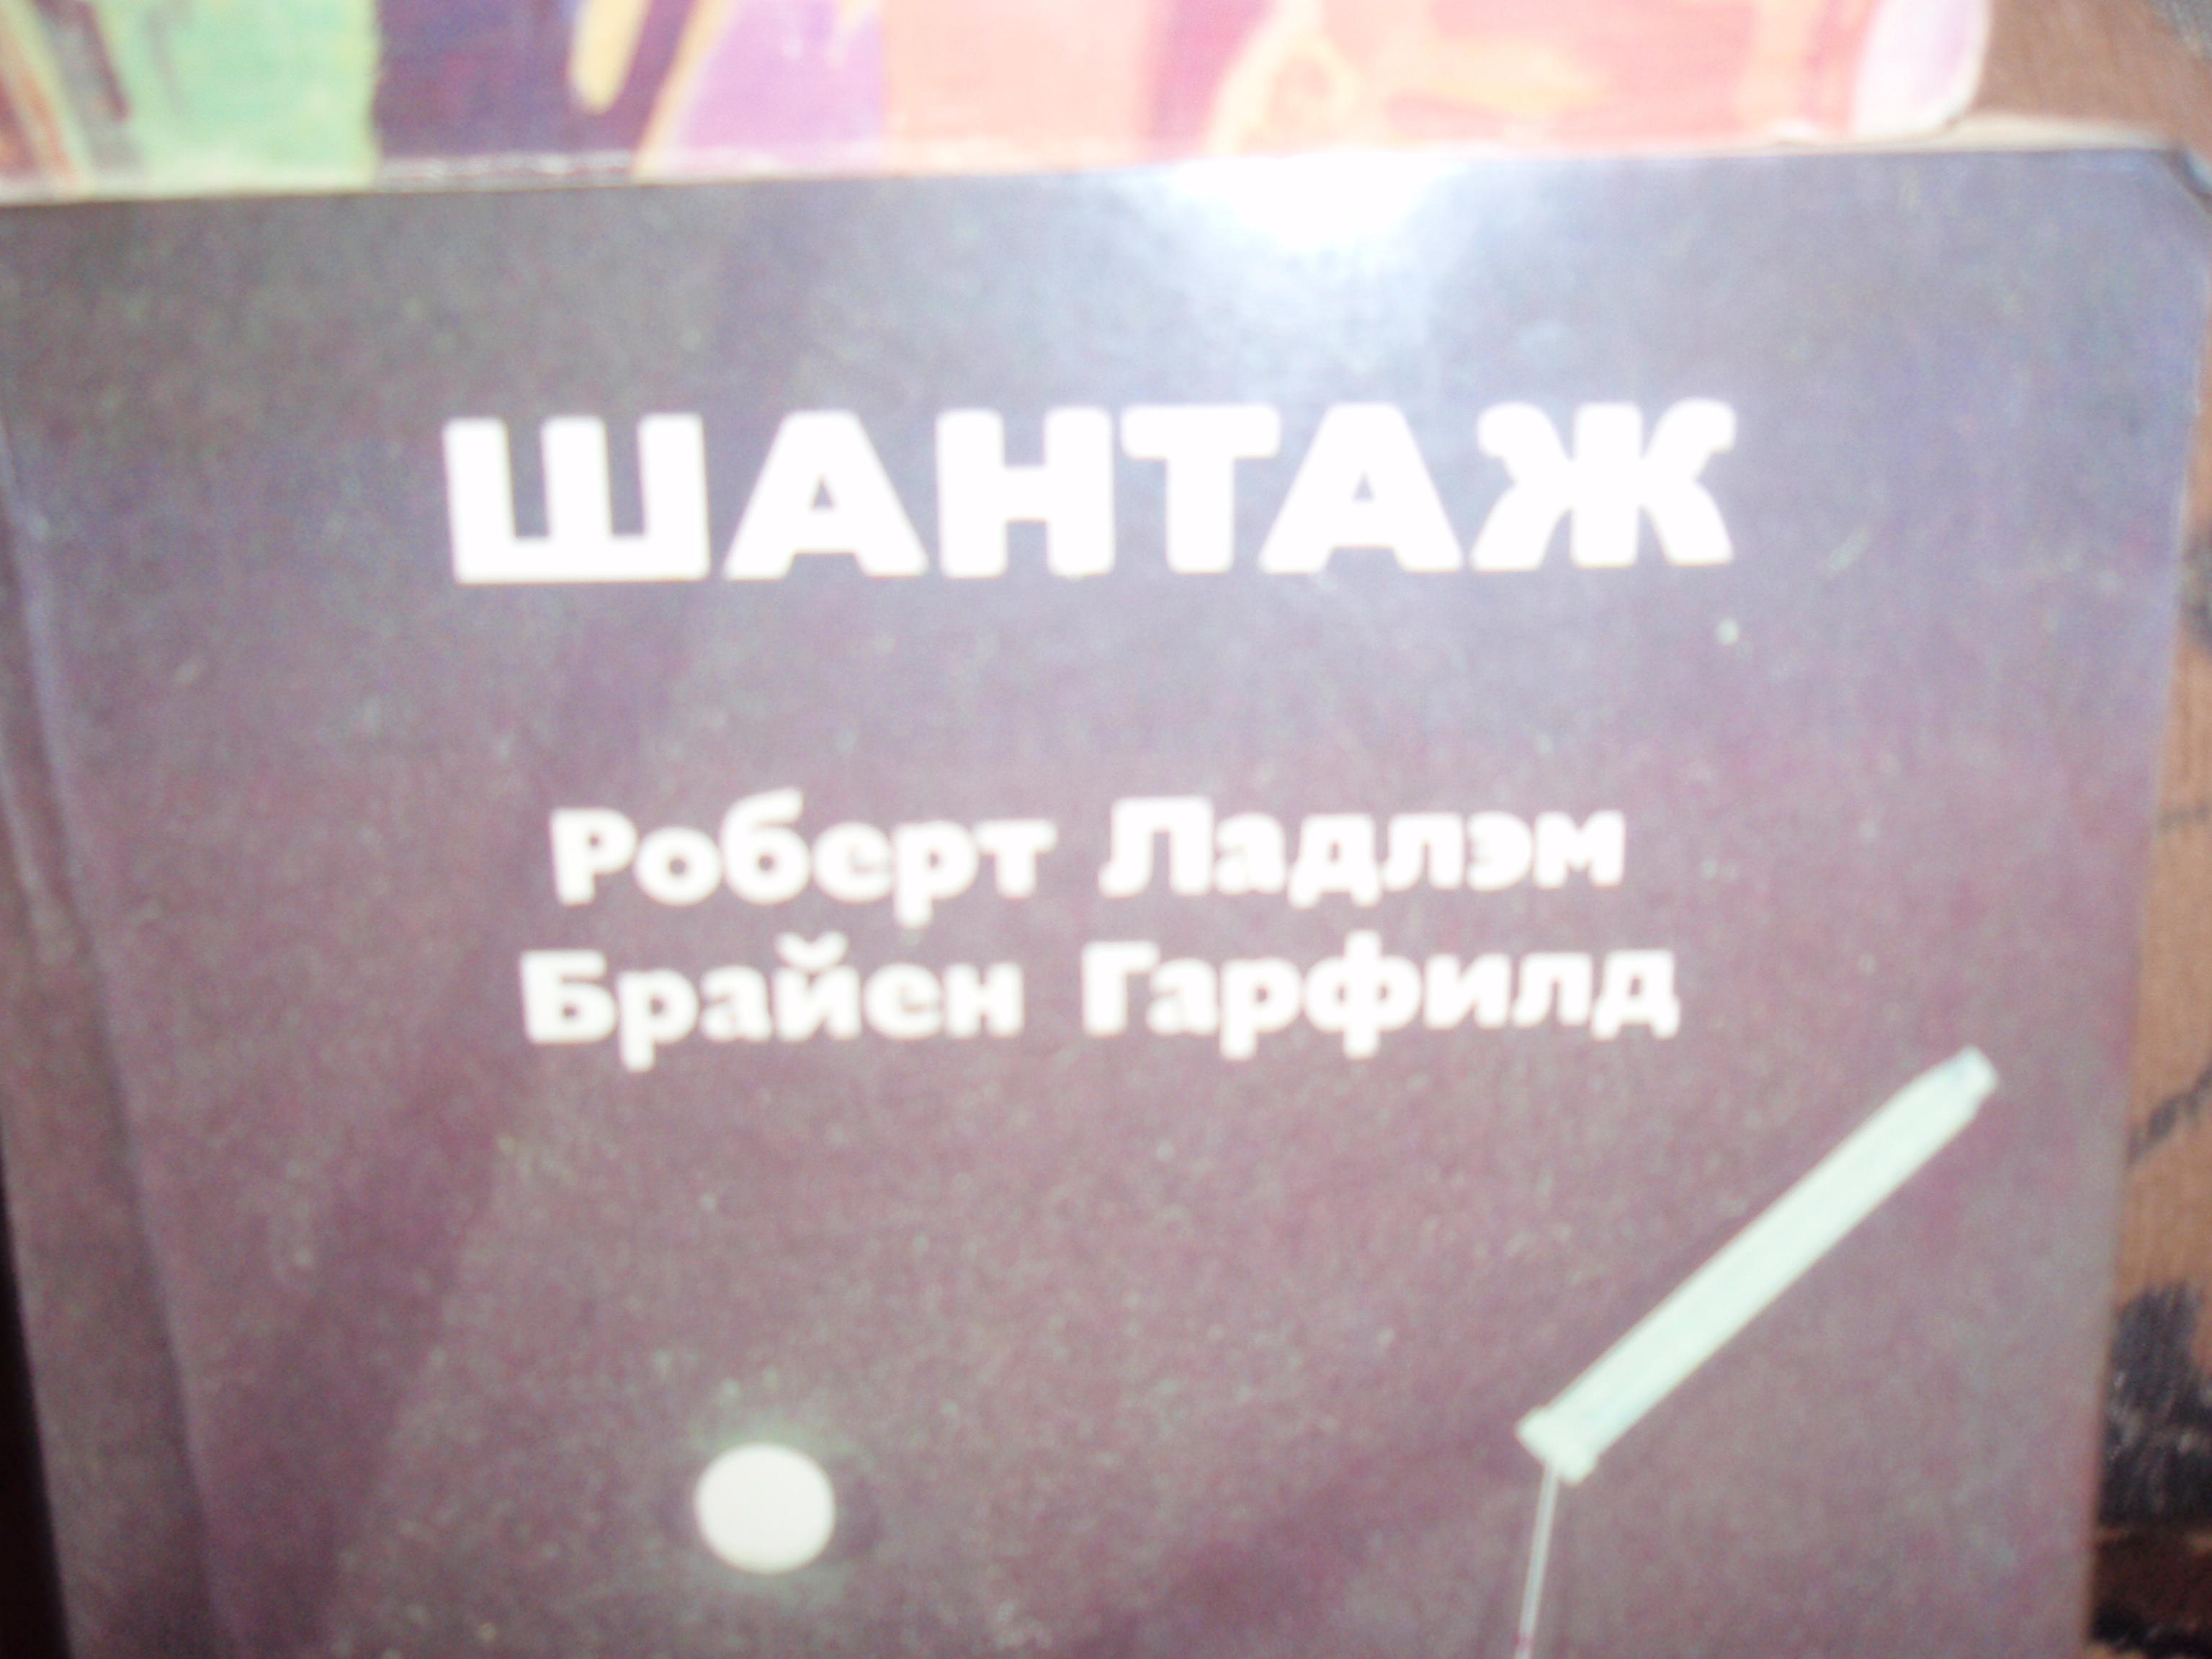 ШАНТАЖ
Роберт Ладлэм
Брайен Гарфилд